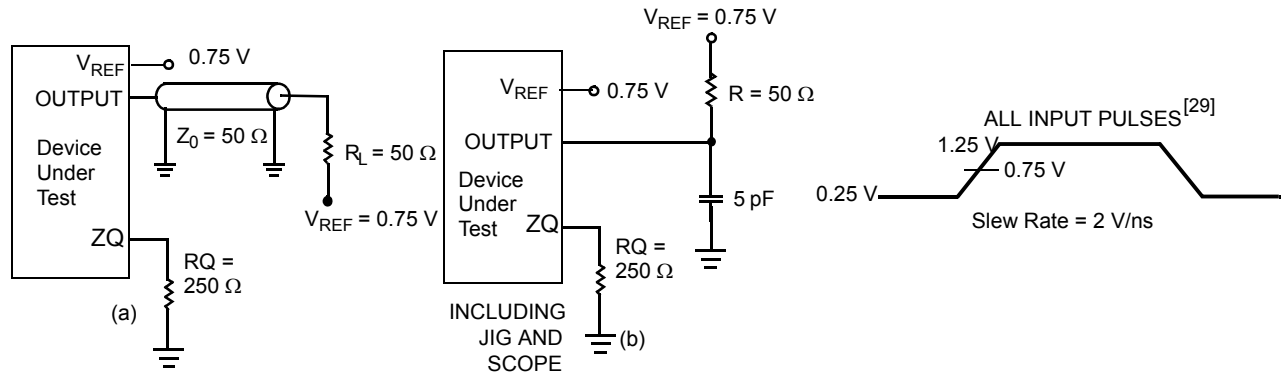 V_REF 0.75 V
OUTPUT
Z_0 = 50 Ω
Device
Under
Test
R_L = 50 Ω
V_REF = 0.75 V
ZQ
RQ =
250 Ω
(a)
V_REF = 0.75 V
R = 50 Ω
V_REF 0.75 V
OUTPUT
Device
Under
Test
5 pF
ZQ
RQ =
250 Ω
INCLUDING
JIG AND
SCOPE
(b)
ALL INPUT PULSES[29]
1.25 V
0.75 V
0.25 V
Slew Rate = 2 V/ns